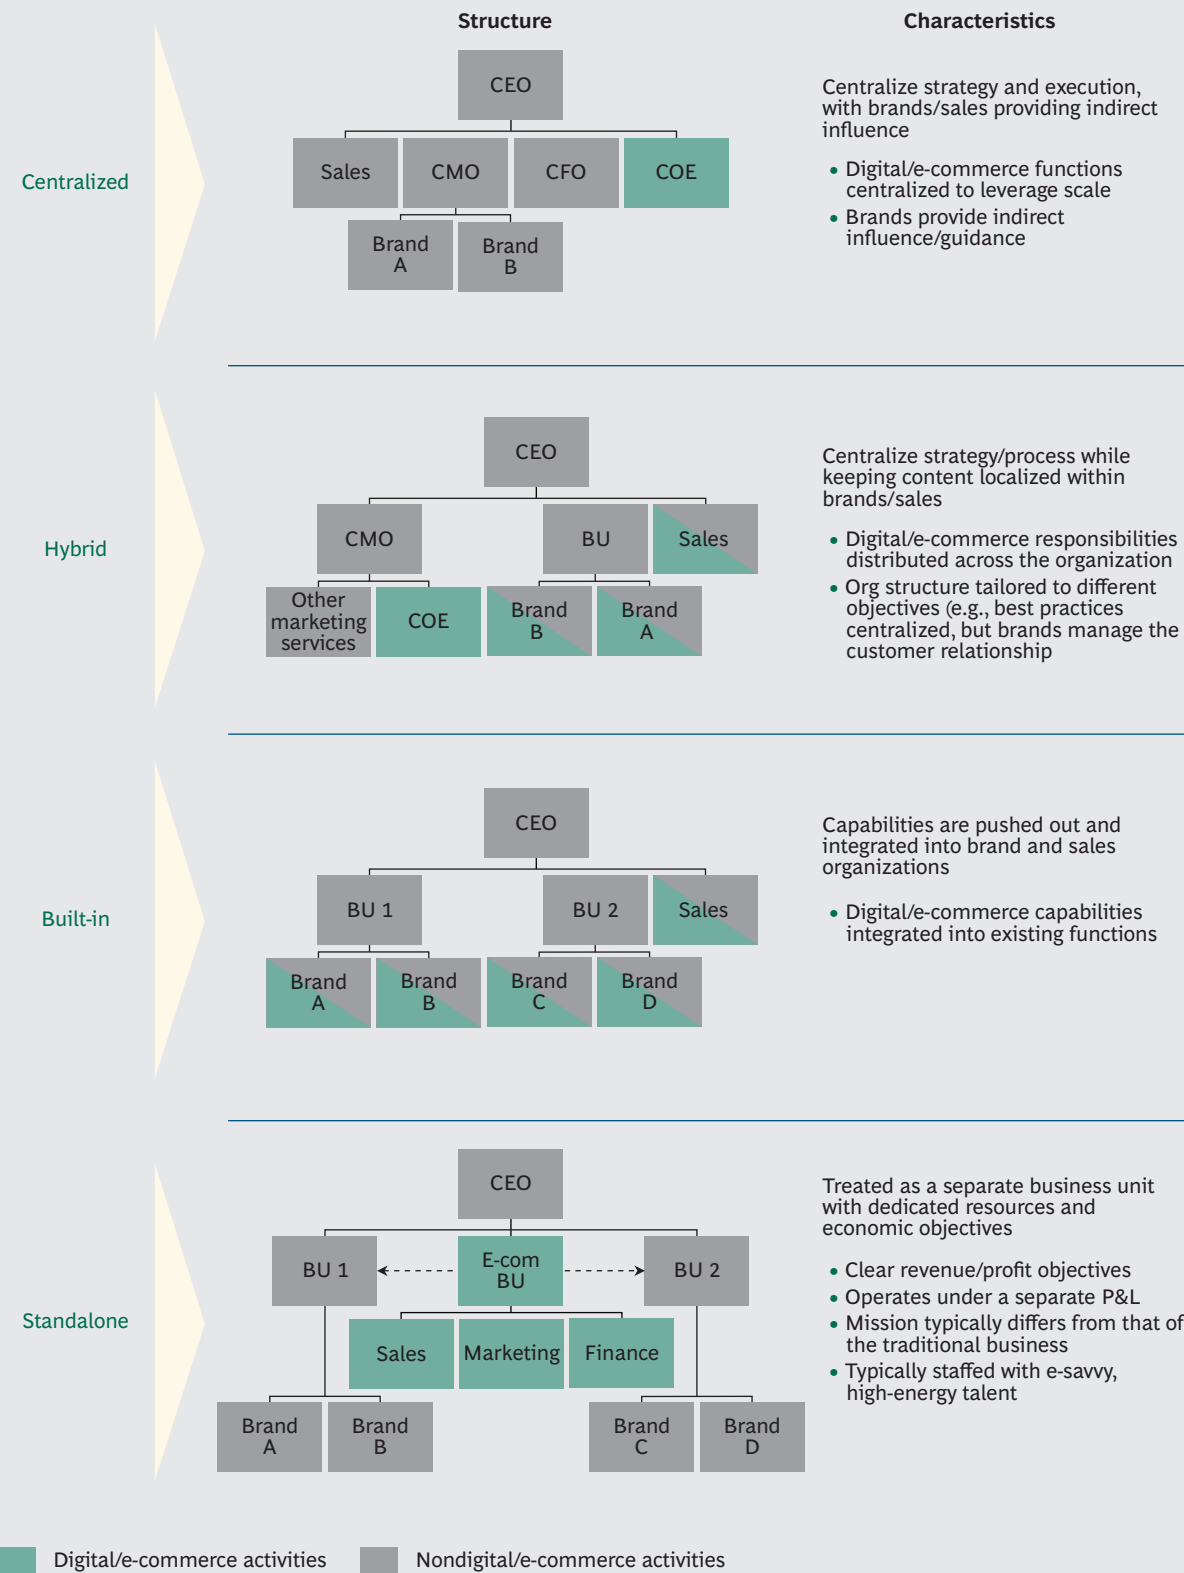 Structure
Characteristics
Centralized
CEO
Sales
CMO
CFO
COE
Brand
A
Brand
B
Centralize strategy and execution,
with brands/sales providing indirect
influence
• Digital/e-commerce functions
centralized to leverage scale
• Brands provide indirect
influence/guidance
Hybrid
CEO
CMO
BU
Sales
Other
marketing
services
COE
Brand
B
Brand
A
Centralize strategy/process while
keeping content localized within
brands/sales
• Digital/e-commerce responsibilities
distributed across the organization
• Org structure tailored to different
objectives (e.g., best practices
centralized, but brands manage the
customer relationship
Built-in
CEO
BU 1
BU 2
Sales
Brand
A
Brand
B
Brand
C
Brand
D
Capabilities are pushed out and
integrated into brand and sales
organizations
• Digital/e-commerce capabilities
integrated into existing functions
Standalone
CEO
BU 1
E-com
BU
BU 2
Sales
Marketing
Finance
Brand
A
Brand
B
Brand
C
Brand
D
Treated as a separate business unit
with dedicated resources and
economic objectives
• Clear revenue/profit objectives
• Operates under a separate P&L
• Mission typically differs from that of
the traditional business
• Typically staffed with e-savvy,
high-energy talent
Digital/e-commerce activities
Nondigital/e-commerce activities